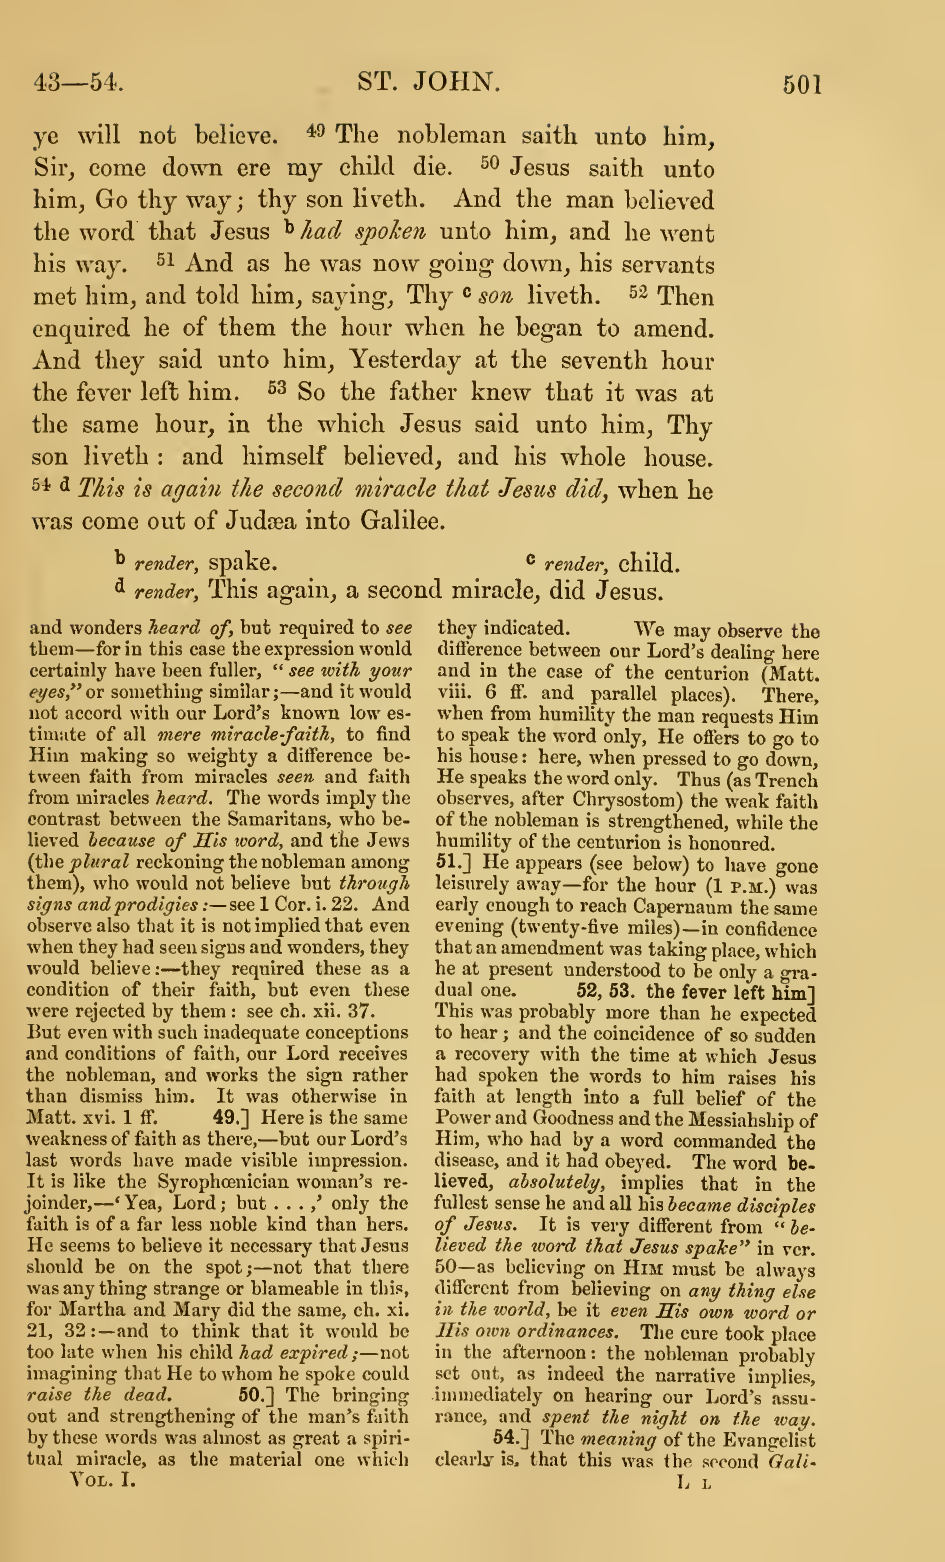 43—54. ST. JOHN. 501
ye will not believe. 49 The nobleman saith unto him,
Sir, come down ere my child die. 50 Jesus saith unto
him, Go thy way; thy son liveth. And the man believed
the word that Jesus b had spoken unto him, and he went
his way. 51 And as he was now going down, his servants
met him, and told him, saying, Thy c son liveth. 52 Then
enquired he of them the hour when he began to amend.
And they said unto him, Yesterday at the seventh hour
the fever left him. 53 So the father knew that it was at
the same hour, in the which Jesus said unto him, Thy
son liveth : and himself believed, and his whole house.
54 d This is again the second miracle that Jesus did, when he
was come out of Judæa into Galilee.
b render, spake. c render, child.
d render, This again, a second miracle, did Jesus.
and wonders heard of, but required to see
them—for in this case the expression would
certainly have been fuller, “see with your
eyes,” or something similar;—and it would
not accord with our Lord's known low es-
timate of all mere miracle-faith, to find
Him making so weighty a difference be-
tween faith from miracles seen and faith
from miracles heard. The words imply the
contrast between the Samaritans, who be-
lieved because of His word, and the Jews
(the plural reckoning the nobleman among
them), who would not believe but through
signs and prodigies :—see 1 Cor. i. 22. And
observe also that it is not implied that even
when they had seen signs and wonders, they
would believe:—they required these as a
condition of their faith, but even these
were rejected by them : see ch. xii. 37.
But even with such inadequate conceptions
and conditions of faith, our Lord receives
the nobleman, and works the sign rather
than dismiss him. It was otherwise in
Matt. xvi. 1 ff. 49.] Here is the same
weakness of faith as there,—but our Lord's
last words have made visible impression.
It is like the Syrophœnician woman's re-
joinder,—‘Yea, Lord; but . . . ,’ only the
faith is of a far less noble kind than hers.
He seems to believe it necessary that Jesus
should be on the spot;—not that there
was any thing strange or blameable in this,
for Martha and Mary did the same, ch. xi.
21, 32:—and to think that it would be
too late when his child had expired;—not
imagining that He to whom he spoke could
raise the dead. 50.] The bringing
out and strengthening of the man's faith
by these words was almost as great a spiri-
tual miracle, as the material one which
VOL. I.
they indicated. We may observe the
difference between our Lord's dealing here
and in the case of the centurion (Matt.
viii. 6 ff. and parallel places). There,
when from humility the man requests Him
to speak the word only, He offers to go to
his house: here, when pressed to go down,
He speaks the word only. Thus (as Trench
observes, after Chrysostom) the weak faith
of the nobleman is strengthened, while the
humility of the centurion is honoured.
51.] He appears (see below) to have gone
leisurely away—for the hour (1 P.M.) was
early enough to reach Capernaum the same
evening (twenty-five miles)—in confidence
that an amendment was taking place, which
he at present understood to be only a gra-
dual one. 52, 53. the fever left him]
This was probably more than he expected
to hear; and the coincidence of so sudden
a recovery with the time at which Jesus
had spoken the words to him raises his
faith at length into a full belief of the
Power and Goodness and the Messiahship of
Him, who had by a word commanded the
disease, and it had obeyed. The word be-
lieved, absolutely, implies that in the
fullest sense he and all his became disciples
of Jesus. It is very different from “be-
lieved the word that Jesus spake” in ver.
50—as believing on HIM must be always
different from believing on any thing else
in the world, be it even His own word or
His own ordinances. The cure took place
in the afternoon: the nobleman probably
set out, as indeed the narrative implies,
immediately on hearing our Lord's assu-
rance, and spent the night on the way.
54.] The meaning of the Evangelist
clearly is, that this was the second Gali-
L L